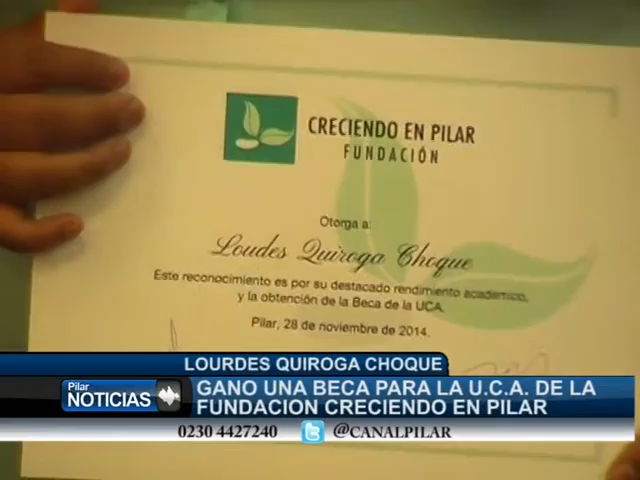 CRECIENDO EN PILAR
FUNDACIÓN
Otorga a:
Loudes Quiroga Choque
Este reconocimiento es por su destacado rendimiento academico,
y la obtención de la Beca de la UCA.
Pilar, 28 de noviembre de 2014.
LOURDES QUIROGA CHOQUE
Pilar
NOTICIAS
GANO UNA BECA PARA LA U.C.A. DE LA
FUNDACION CRECIENDO EN PILAR
0230 4427240 @CANALPILAR